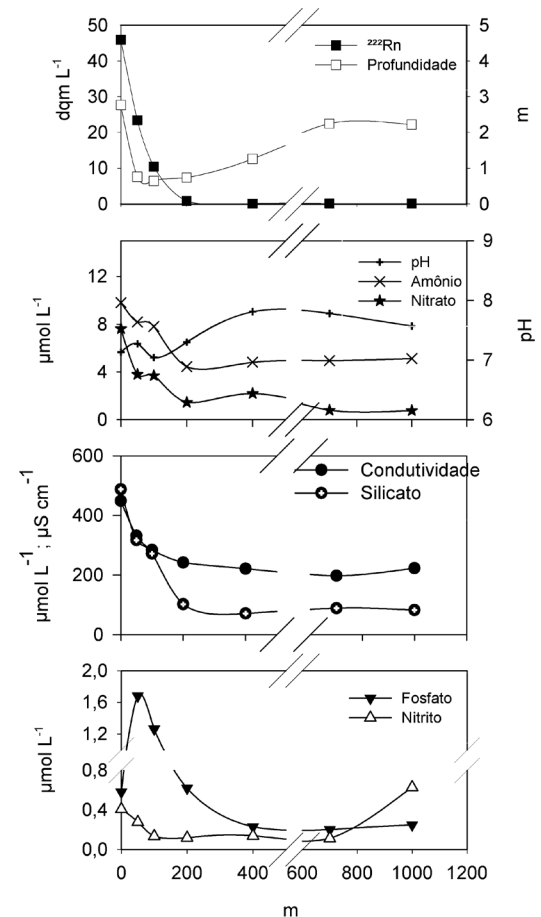 50
40
30
20
10
0
dqm L⁻¹
²²²Rn
Profundidade
5
4
3
2
1
0
m
12
8
4
0
µmol L⁻¹
pH
Amônio
Nitrato
9
8
7
6
pH
600
400
200
0
µmol L⁻¹ ; µS cm⁻¹
Condutividade
Silicato
2,0
1,6
1,2
0,8
0,4
0,0
µmol L⁻¹
Fosfato
Nitrito
0 200 400 600 800 1000 1200
m